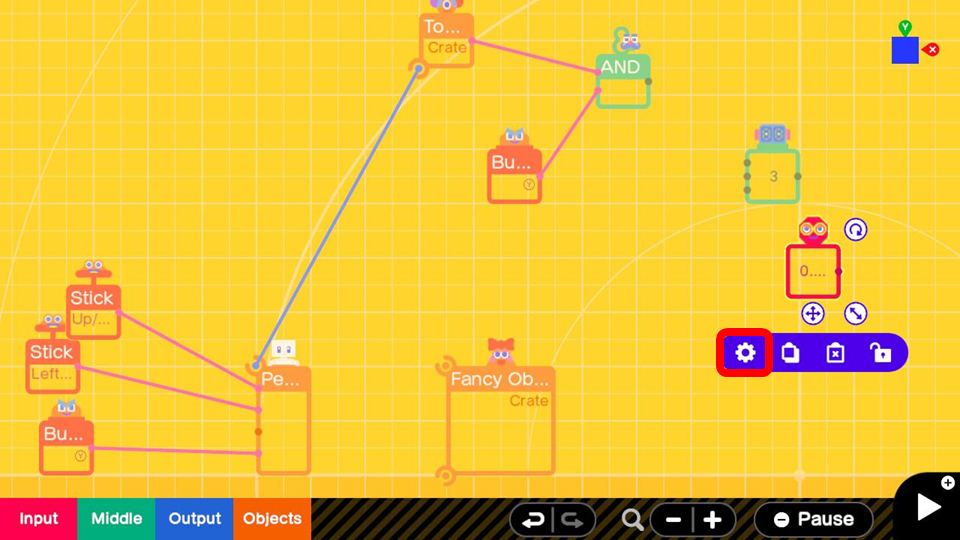 To...
Crate
AND
Y
X
Bu...
Y
3
0....
Stick
Up/...
Stick
Left...
Bu...
Y
Pe...
Fancy Ob...
Crate
Input
Middle
Output
Objects
Pause